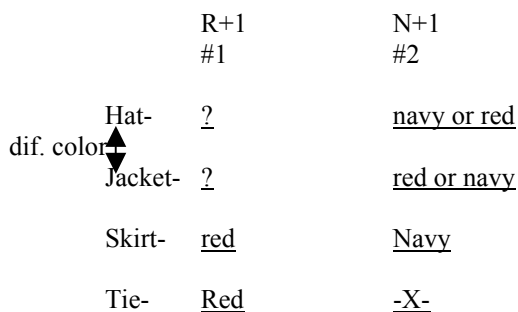 R+1 N+1
#1 #2
Hat- ? navy or red
dif. color
Jacket- ? red or navy
Skirt- red Navy
Tie- Red -X-